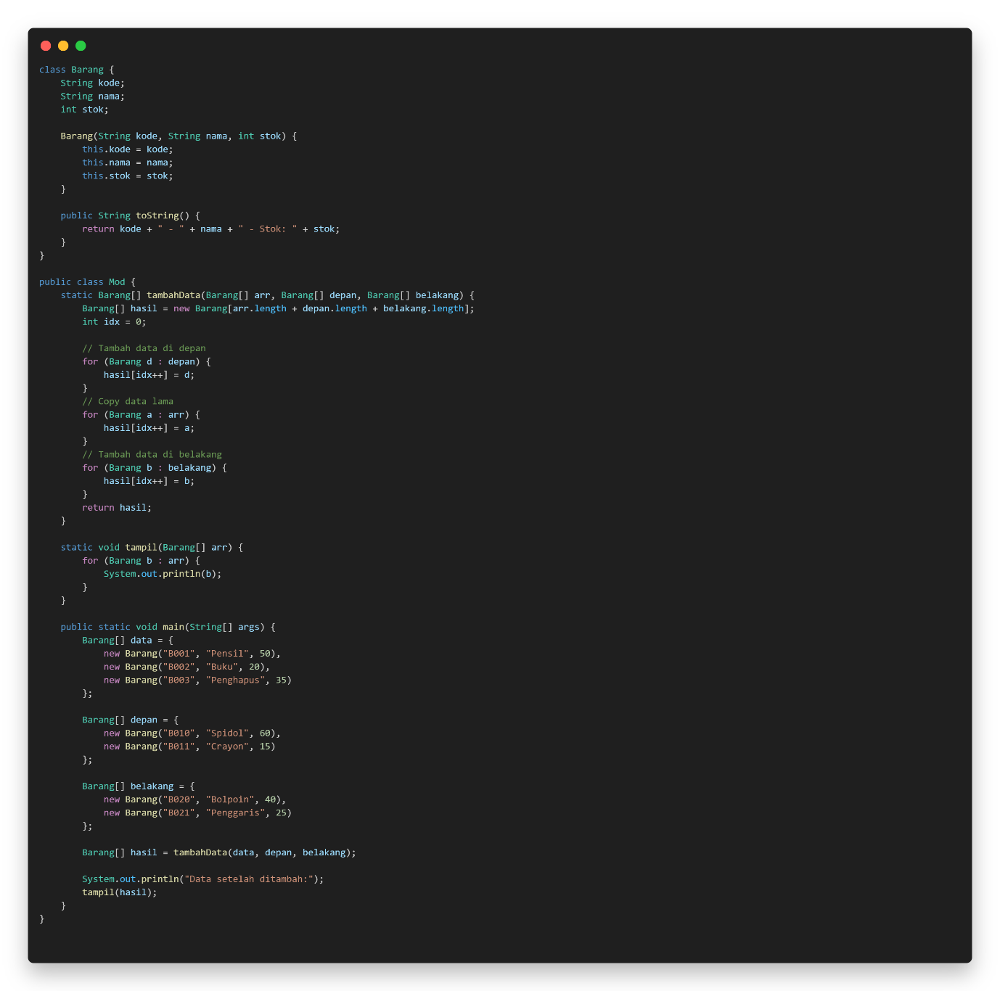 class Barang {
    String kode;
    String nama;
    int stok;

    Barang(String kode, String nama, int stok) {
        this.kode = kode;
        this.nama = nama;
        this.stok = stok;
    }

    public String toString() {
        return kode + " - " + nama + " - Stok: " + stok;
    }
}

public class Mod {
    static Barang[] tambahData(Barang[] arr, Barang[] depan, Barang[] belakang) {
        Barang[] hasil = new Barang[arr.length + depan.length + belakang.length];
        int idx = 0;

        // Tambah data di depan
        for (Barang d : depan) {
            hasil[idx++] = d;
        }
        // Copy data lama
        for (Barang a : arr) {
            hasil[idx++] = a;
        }
        // Tambah data di belakang
        for (Barang b : belakang) {
            hasil[idx++] = b;
        }
        return hasil;
    }

    static void tampil(Barang[] arr) {
        for (Barang b : arr) {
            System.out.println(b);
        }
    }

    public static void main(String[] args) {
        Barang[] data = {
            new Barang("B001", "Pensil", 50),
            new Barang("B002", "Buku", 20),
            new Barang("B003", "Penghapus", 35)
        };

        Barang[] depan = {
            new Barang("B010", "Spidol", 60),
            new Barang("B011", "Crayon", 15)
        };

        Barang[] belakang = {
            new Barang("B020", "Bolpoin", 40),
            new Barang("B021", "Penggaris", 25)
        };

        Barang[] hasil = tambahData(data, depan, belakang);

        System.out.println("Data setelah ditambah:");
        tampil(hasil);
    }
}